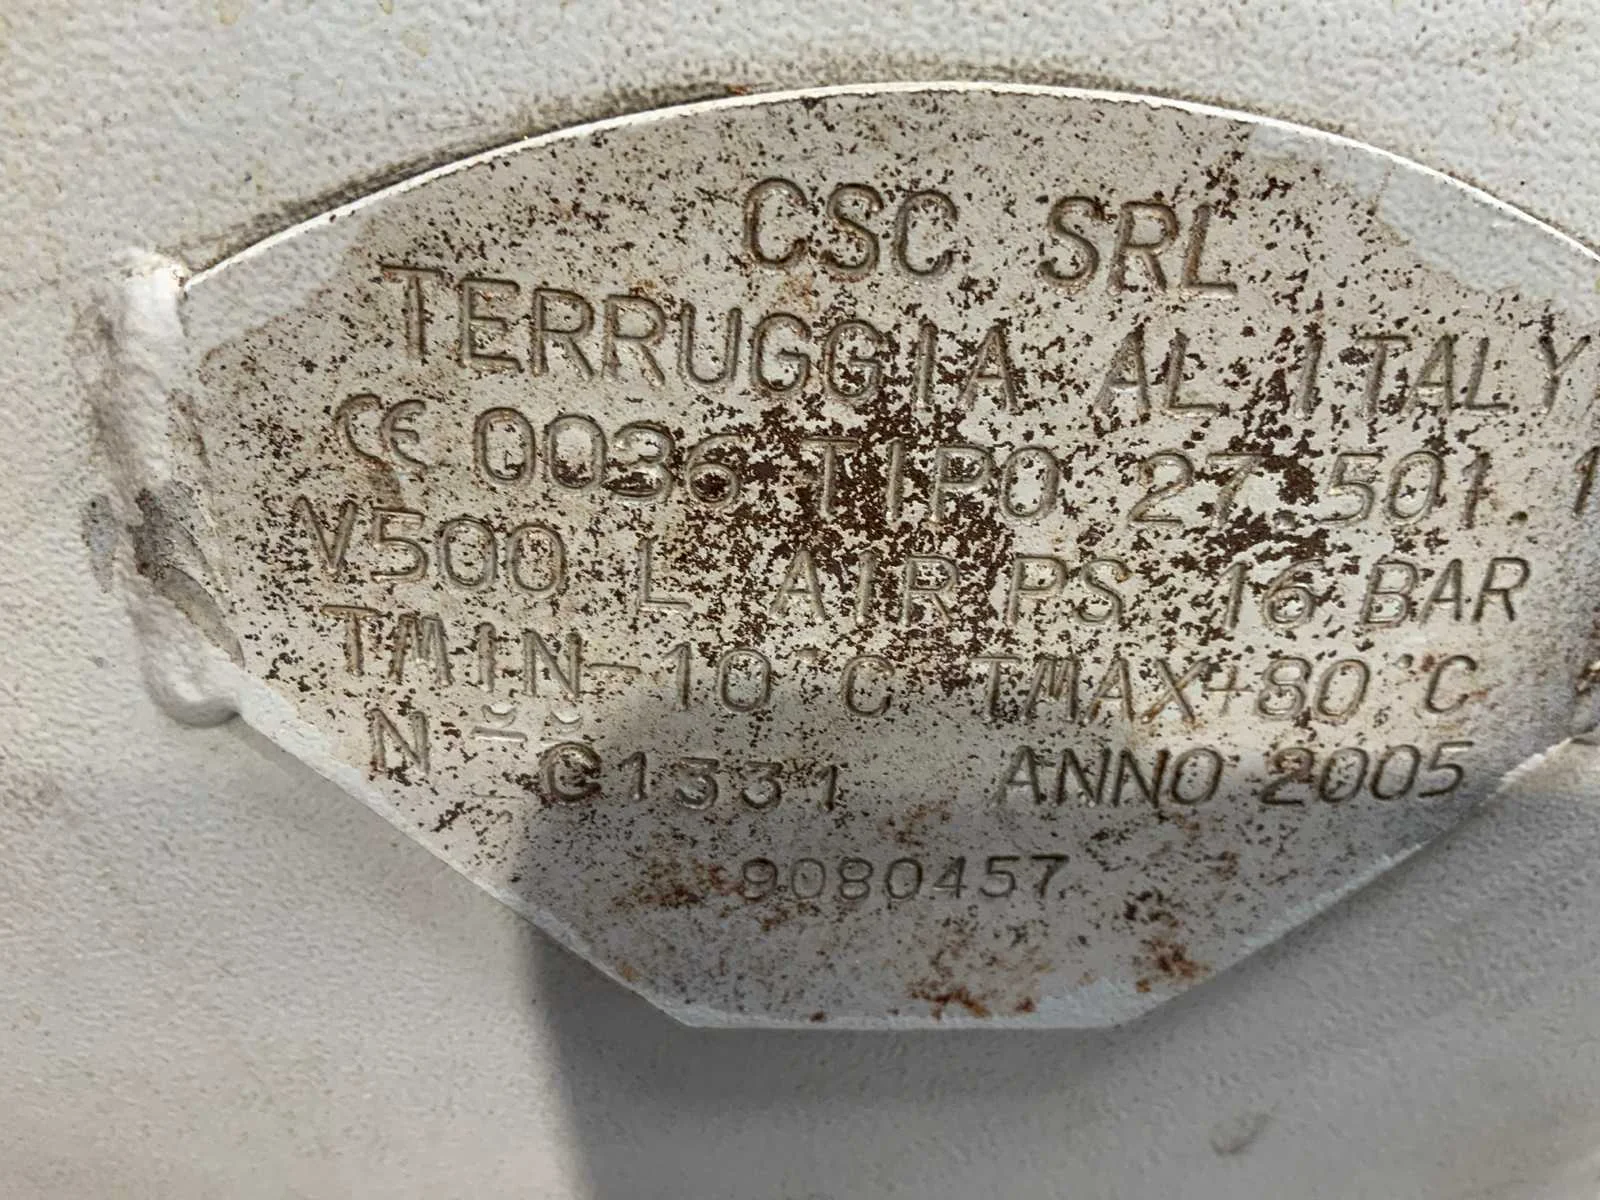 CSC SRL
TERRUGGIA AL ITALY
CE 0036 TIPO 27.501.1
V500 L AIR PS 16 BAR
TMIN-10°C TMAX+80°C
N ANNO 2005
9080457